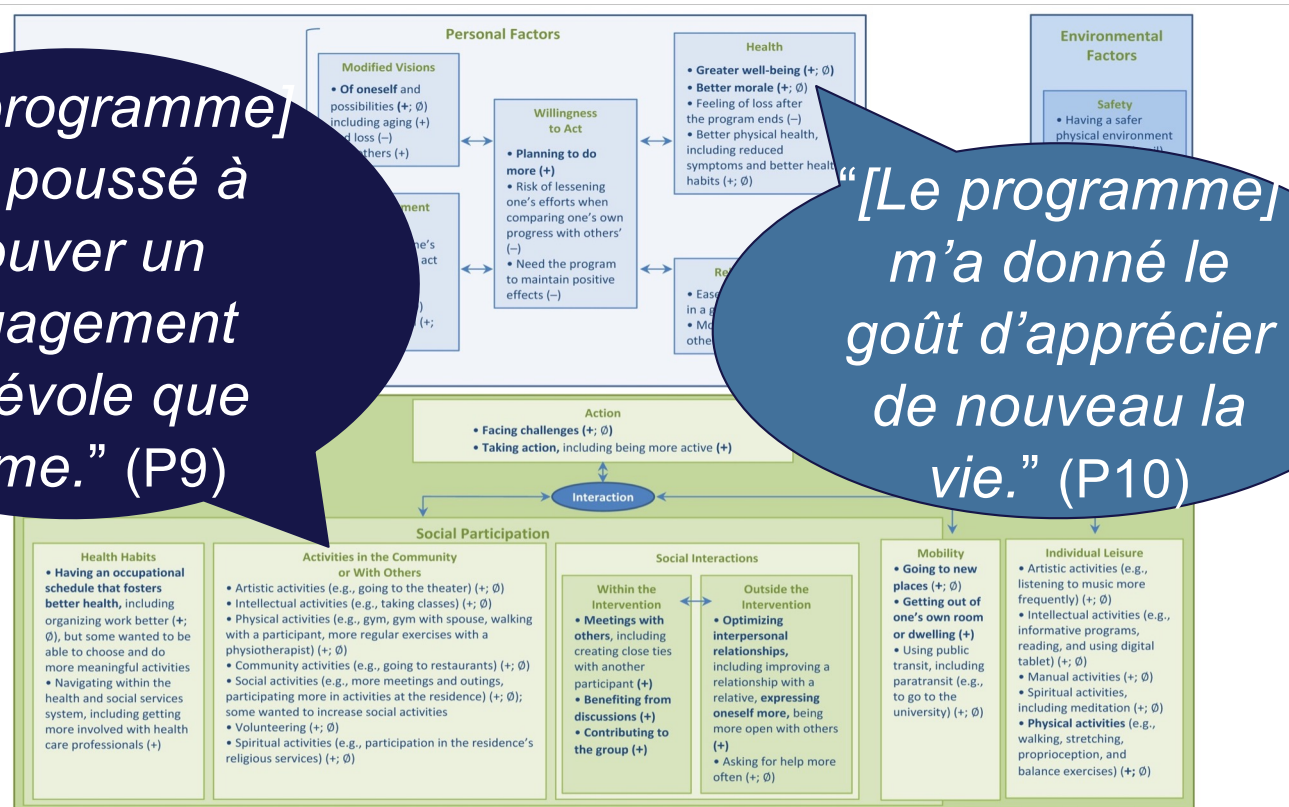 Personal Factors
Modified Visions
• Of oneself and
possibilities (+; Ø)
including aging (+)
loss (–)
(+)
Willingness
to Act
• Planning to do
more (+)
• Risk of lessening
one's efforts when
comparing one's own
progress with others'
(–)
• Need the program
to maintain positive
effects (–)
Health
• Greater well-being (+; Ø)
• Better morale (+; Ø)
• Feeling of loss after
the program ends (–)
• Better physical health,
including reduced
symptoms and better
habits (+; Ø)
act
(+;
• Ease
in a
Environmental
Factors
Safety
• Having a safer
physical environment
programme]
poussé à
un
que
” (P9)
“[Le programme]
m’a donné le
goût d’apprécier
de nouveau la
vie.” (P10)
Action
• Facing challenges (+; Ø)
• Taking action, including being more active (+)
Interaction
Social Participation
Health Habits
• Having an occupational
schedule that fosters
better health, including
organizing work better (+;
Ø), but some wanted to be
able to choose and do
more meaningful activities
• Navigating within the
health and social services
system, including getting
more involved with health
care professionals (+)
Activities in the Community
or With Others
• Artistic activities (e.g., going to the theater) (+; Ø)
• Intellectual activities (e.g., taking classes) (+; Ø)
• Physical activities (e.g., gym, gym with spouse, walking
with a participant, more regular exercises with a
physiotherapist) (+; Ø)
• Community activities (e.g., going to restaurants) (+; Ø)
• Social activities (e.g., more meetings and outings,
participating more in activities at the residence) (+; Ø);
some wanted to increase social activities
• Volunteering (+; Ø)
• Spiritual activities (e.g., participation in the residence's
religious services) (+; Ø)
Social Interactions
Within the
Intervention
• Meetings with
others, including
creating close ties
with another
participant (+)
• Benefiting from
discussions (+)
• Contributing to
the group (+)
Outside the
Intervention
• Optimizing
interpersonal
relationships,
including improving a
relationship with a
relative, expressing
oneself more, being
more open with others
(+)
• Asking for help more
often (+; Ø)
Mobility
• Going to new
places (+; Ø)
• Getting out of
one's own room
or dwelling (+)
• Using public
transit, including
paratransit (e.g.,
to go to the
university) (+; Ø)
Individual Leisure
• Artistic activities (e.g.,
listening to music more
frequently) (+; Ø)
• Intellectual activities (e.g.,
informative programs,
reading, and using digital
tablet) (+; Ø)
• Manual activities (+; Ø)
• Spiritual activities,
including meditation (+; Ø)
• Physical activities (e.g.,
walking, stretching,
proprioception, and
balance exercises) (+; Ø)